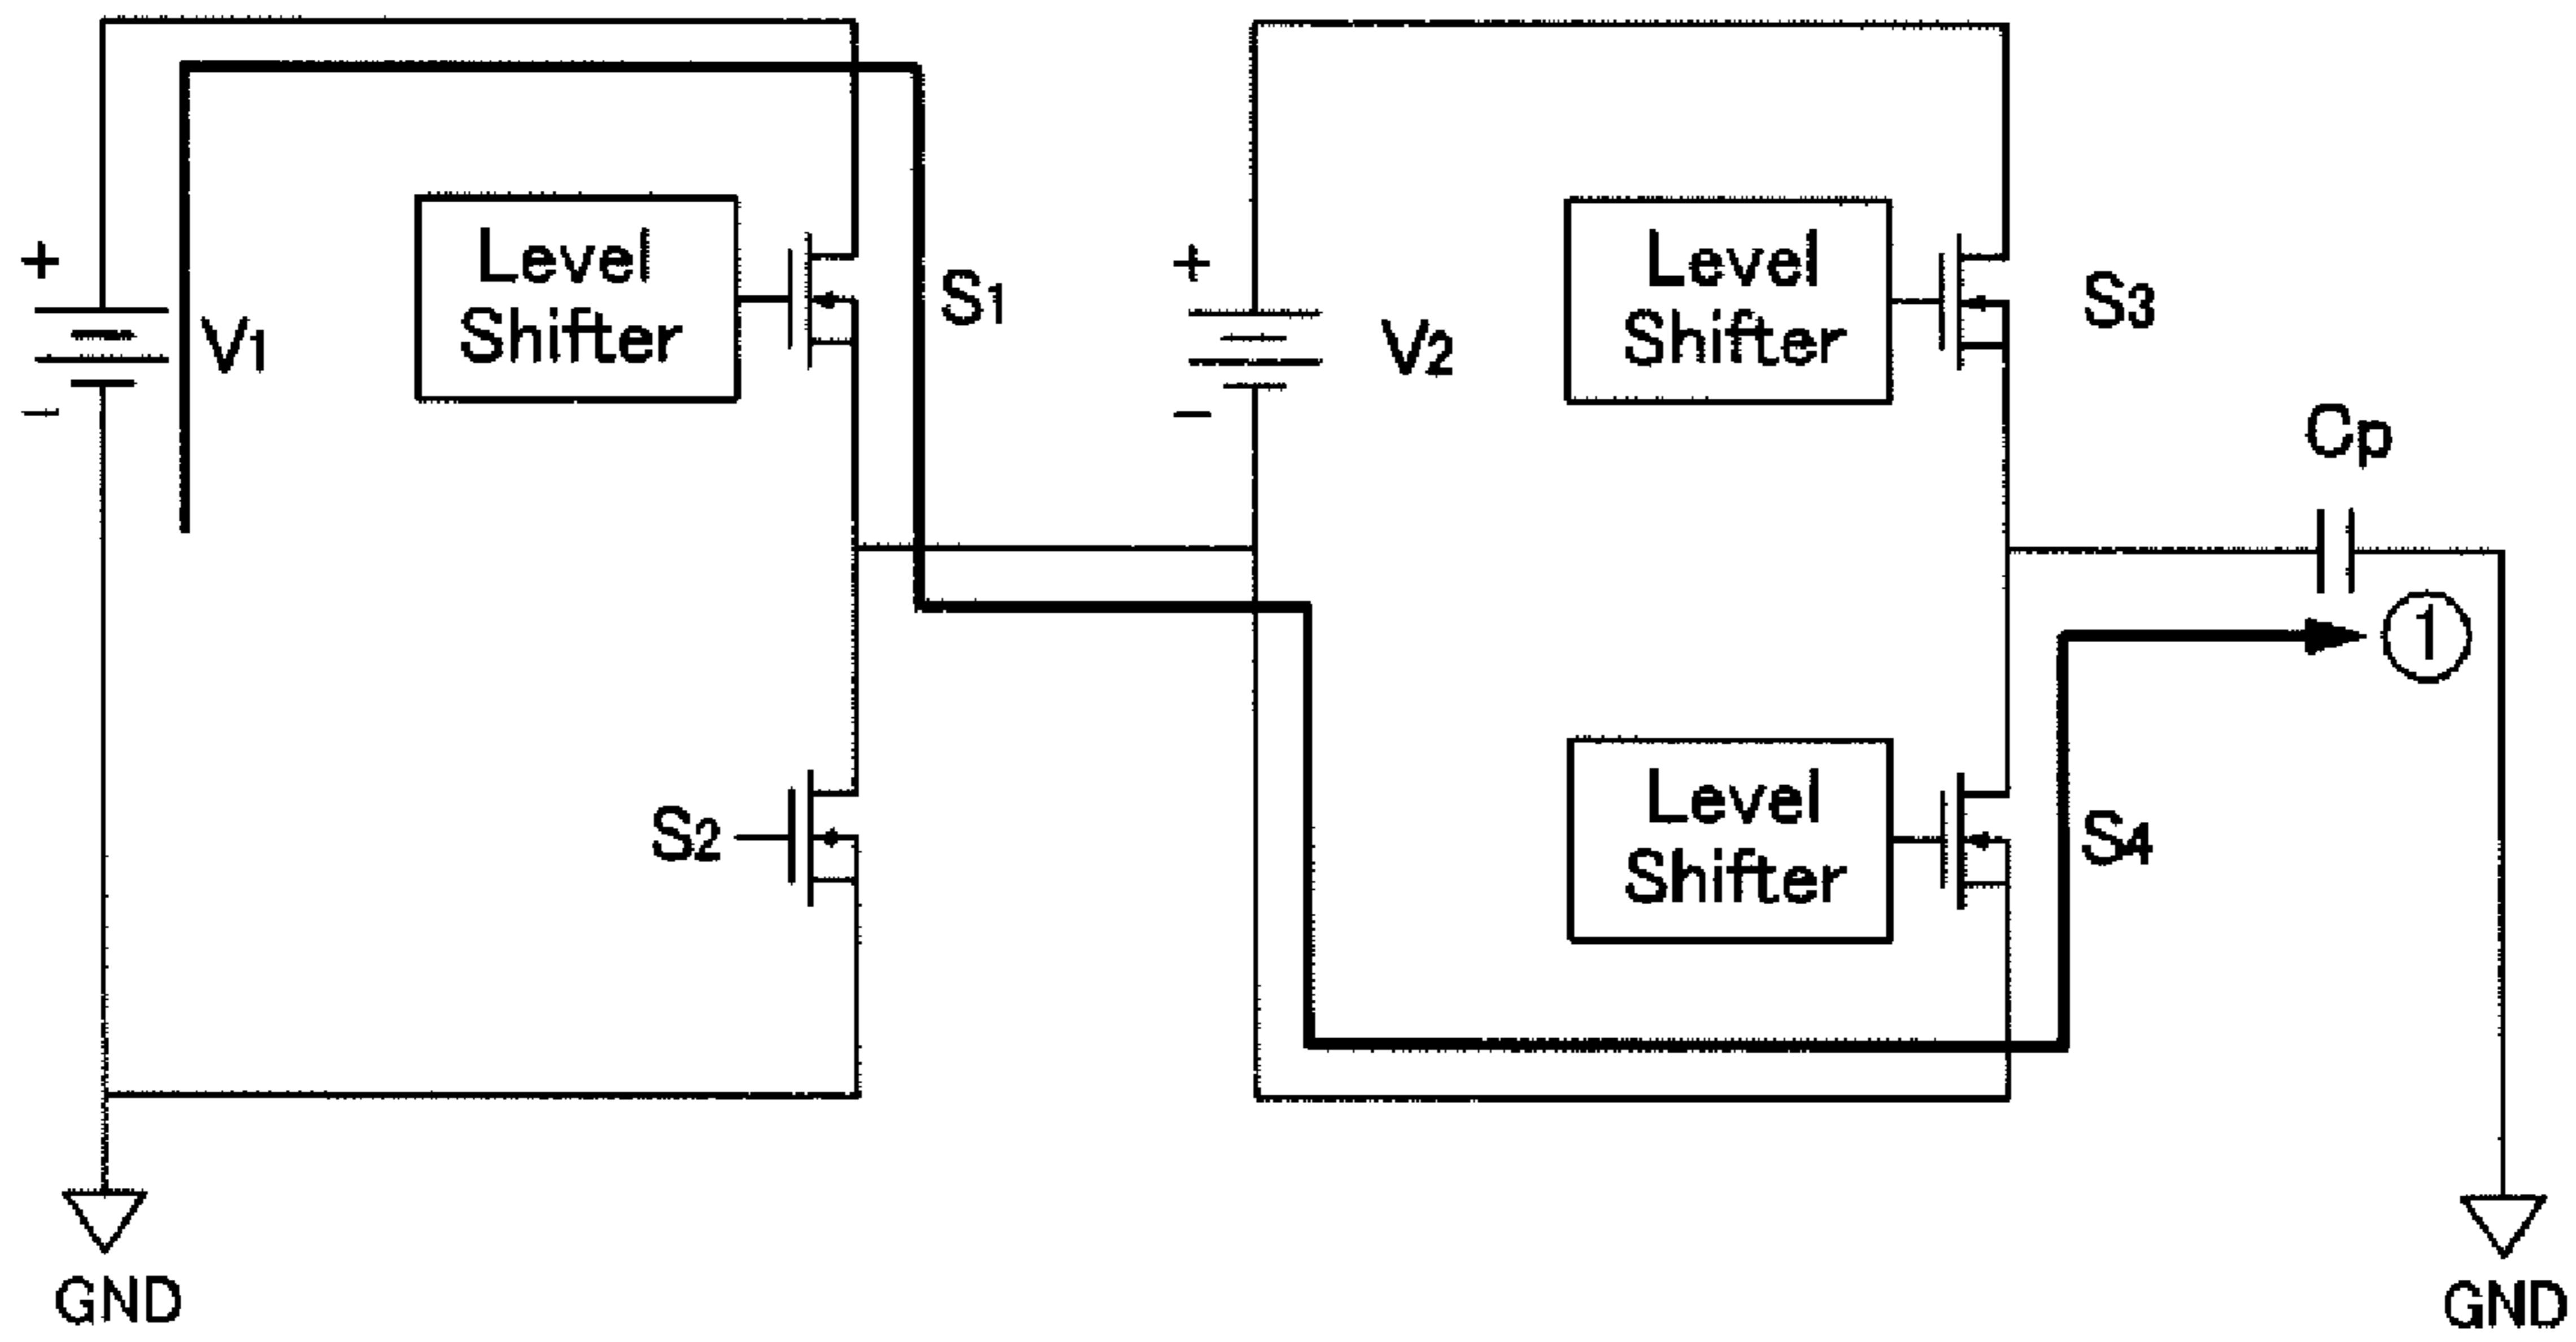 +
V1
−
Level
Shifter
S1
S2
+
V2
−
Level
Shifter
S3
Cp
①
Level
Shifter
S4
GND
GND